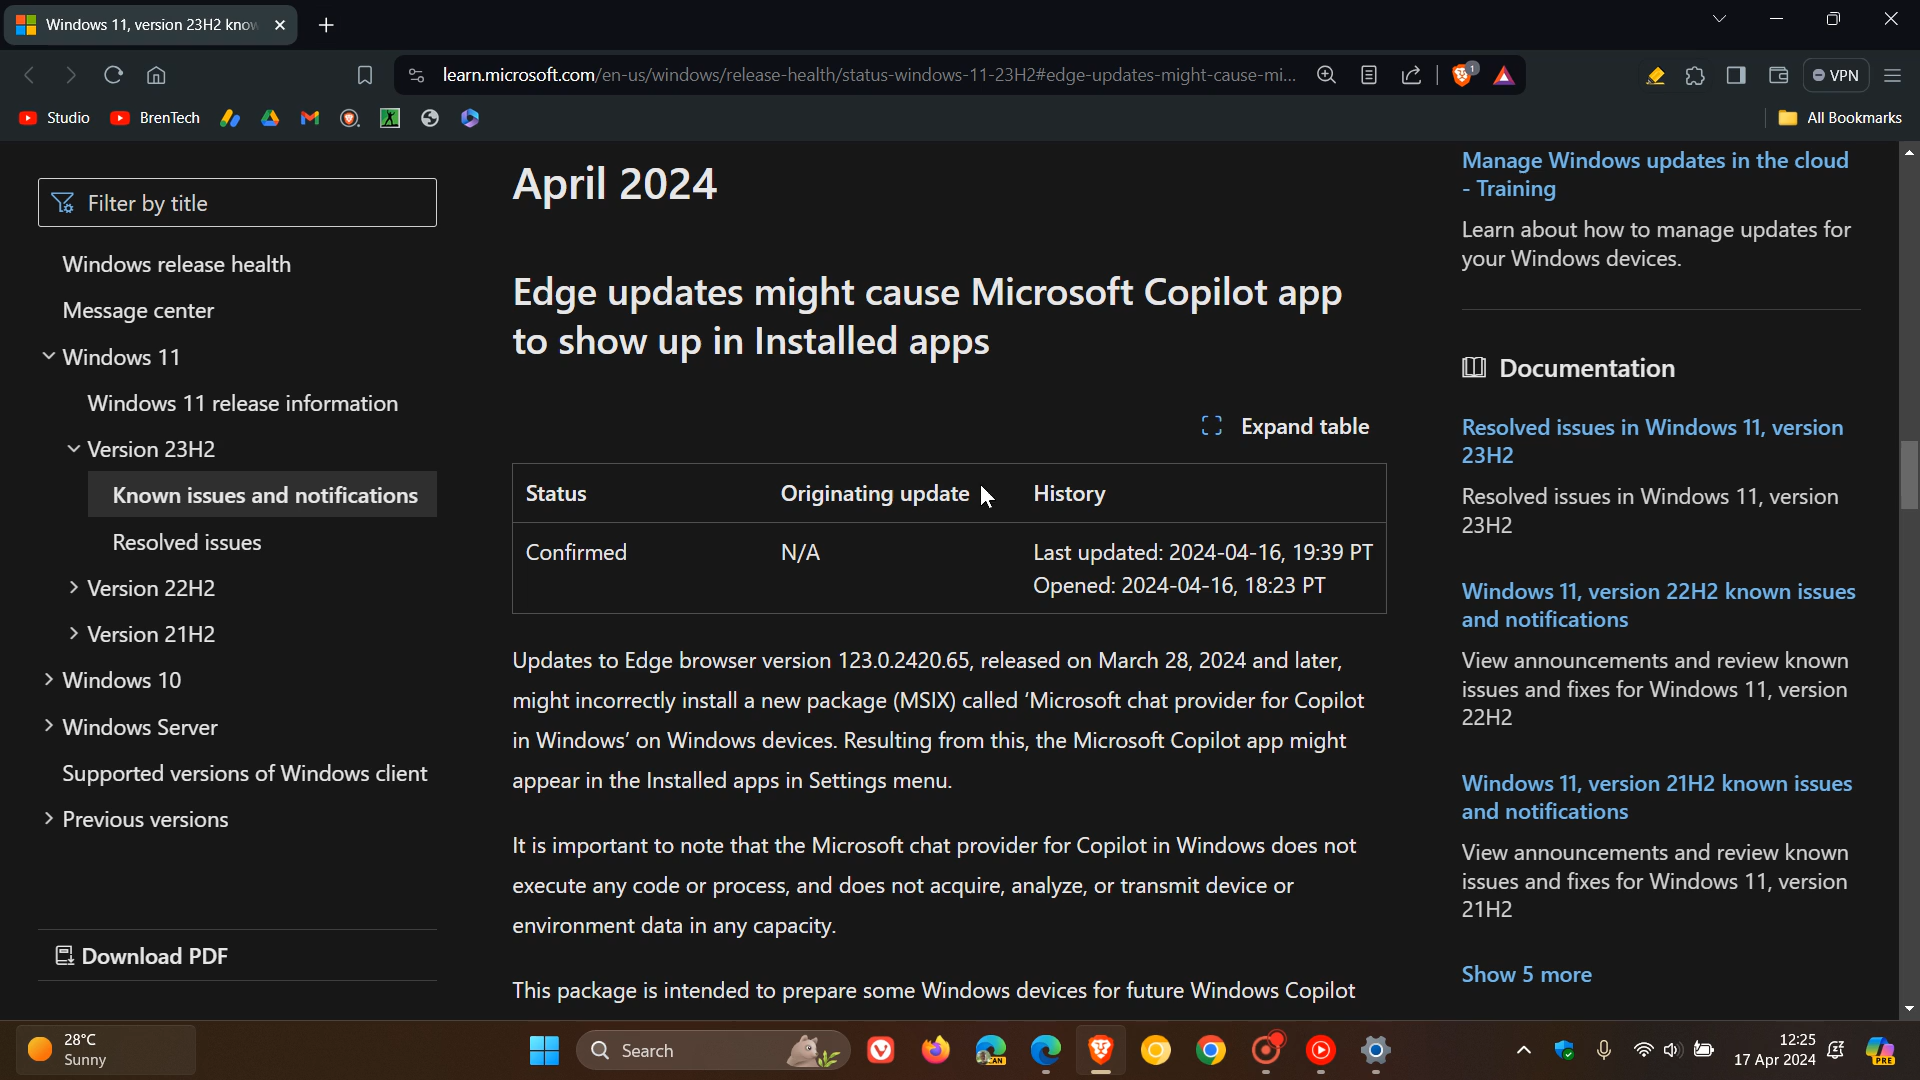 Windows 11, version 23H2 know
learn.microsoft.com/en-us/windows/release-health/status-windows-11-23H2#edge-updates-might-cause-mi...
1
VPN
Studio
BrenTech
All Bookmarks
Filter by title
Windows release health
Message center
Windows 11
Windows 11 release information
Version 23H2
Known issues and notifications
Resolved issues
Version 22H2
Version 21H2
Windows 10
Windows Server
Supported versions of Windows client
Previous versions
Download PDF
April 2024
Edge updates might cause Microsoft Copilot app
to show up in Installed apps
Expand table
Status Originating update History
Confirmed N/A Last updated: 2024-04-16, 19:39 PT
Opened: 2024-04-16, 18:23 PT
Updates to Edge browser version 123.0.2420.65, released on March 28, 2024 and later,
might incorrectly install a new package (MSIX) called ‘Microsoft chat provider for Copilot
in Windows’ on Windows devices. Resulting from this, the Microsoft Copilot app might
appear in the Installed apps in Settings menu.
It is important to note that the Microsoft chat provider for Copilot in Windows does not
execute any code or process, and does not acquire, analyze, or transmit device or
environment data in any capacity.
This package is intended to prepare some Windows devices for future Windows Copilot
Manage Windows updates in the cloud
- Training
Learn about how to manage updates for
your Windows devices.
Documentation
Resolved issues in Windows 11, version
23H2
Resolved issues in Windows 11, version
23H2
Windows 11, version 22H2 known issues
and notifications
View announcements and review known
issues and fixes for Windows 11, version
22H2
Windows 11, version 21H2 known issues
and notifications
View announcements and review known
issues and fixes for Windows 11, version
21H2
Show 5 more
28°C
Sunny
Search
CAN
12:25
17 Apr 2024
PRE